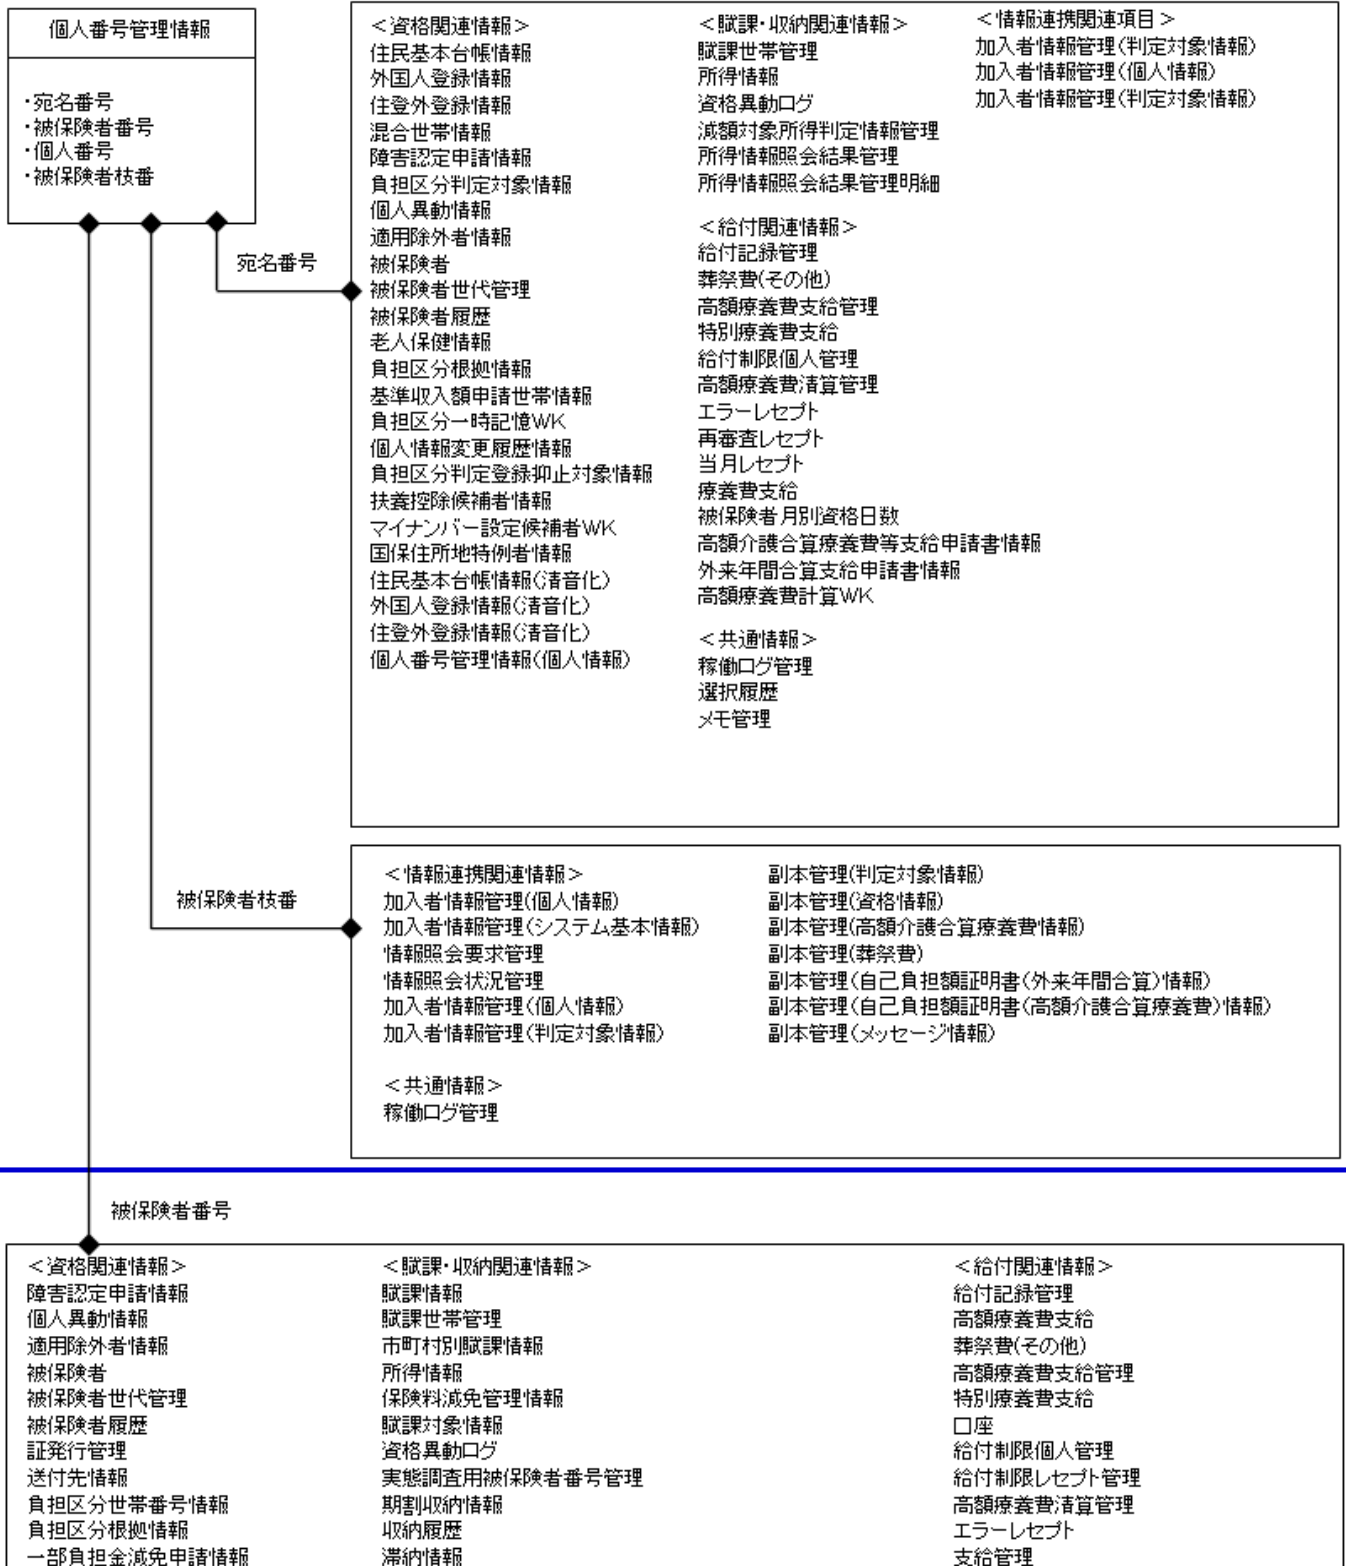 個人番号管理情報
・宛名番号
・被保険者番号
・個人番号
・被保険者枝番
宛名番号
＜資格関連情報＞
住民基本台帳情報
外国人登録情報
住登外登録情報
混合世帯情報
障害認定申請情報
負担区分判定対象情報
個人異動情報
適用除外者情報
被保険者
被保険者世代管理
被保険者履歴
老人保健情報
負担区分根拠情報
基準収入額申請世帯情報
負担区分一時記憶WK
個人情報変更履歴情報
負担区分判定登録抑止対象情報
扶養控除候補者情報
マイナンバー設定候補者WK
国保住所地特例者情報
住民基本台帳情報(清音化)
外国人登録情報(清音化)
住登外登録情報(清音化)
個人番号管理情報(個人情報)
＜賦課・収納関連情報＞
賦課世帯管理
所得情報
資格異動ログ
減額対象所得判定情報管理
所得情報照会結果管理
所得情報照会結果管理明細
＜給付関連情報＞
給付記録管理
葬祭費(その他)
高額療養費支給管理
特別療養費支給
給付制限個人管理
高額療養費清算管理
エラーレセプト
再審査レセプト
当月レセプト
療養費支給
被保険者月別資格日数
高額介護合算療養費等支給申請書情報
外来年間合算支給申請書情報
高額療養費計算WK
＜共通情報＞
稼働ログ管理
選択履歴
メモ管理
＜情報連携関連項目＞
加入者情報管理(判定対象情報)
加入者情報管理(個人情報)
加入者情報管理(判定対象情報)
被保険者枝番
＜情報連携関連情報＞
加入者情報管理(個人情報)
加入者情報管理(システム基本情報)
情報照会要求管理
情報照会状況管理
加入者情報管理(個人情報)
加入者情報管理(判定対象情報)
＜共通情報＞
稼働ログ管理
副本管理(判定対象情報)
副本管理(資格情報)
副本管理(高額介護合算療養費情報)
副本管理(葬祭費)
副本管理(自己負担額証明書(外来年間合算)情報)
副本管理(自己負担額証明書(高額介護合算療養費)情報)
副本管理(メッセージ情報)
被保険者番号
＜資格関連情報＞
障害認定申請情報
個人異動情報
適用除外者情報
被保険者
被保険者世代管理
被保険者履歴
証発行管理
送付先情報
負担区分世帯番号情報
負担区分根拠情報
一部負担金減免申請情報
＜賦課・収納関連情報＞
賦課情報
賦課世帯管理
市町村別賦課情報
所得情報
保険料減免管理情報
賦課対象情報
資格異動ログ
実態調査用被保険者番号管理
期割収納情報
収納履歴
滞納情報
＜給付関連情報＞
給付記録管理
高額療養費支給
葬祭費(その他)
高額療養費支給管理
特別療養費支給
口座
給付制限個人管理
給付制限レセプト管理
高額療養費清算管理
エラーレセプト
支給管理